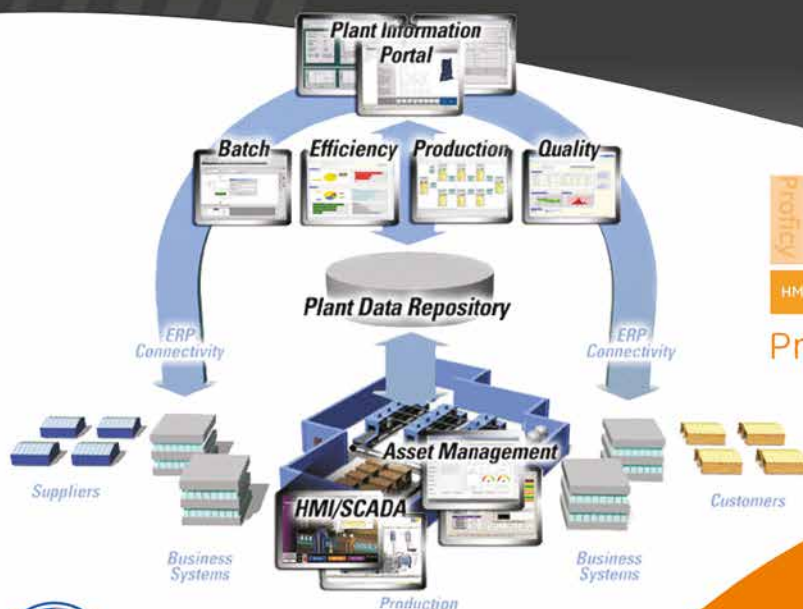 Plant Information
Portal
Batch
Efficiency
Production
Quality
Plant Data Repository
ERP
Connectivity
ERP
Connectivity
Proficy
HM
Pr
Asset Management
HMI/SCADA
Suppliers
Business
Systems
Business
Systems
Customers
Production